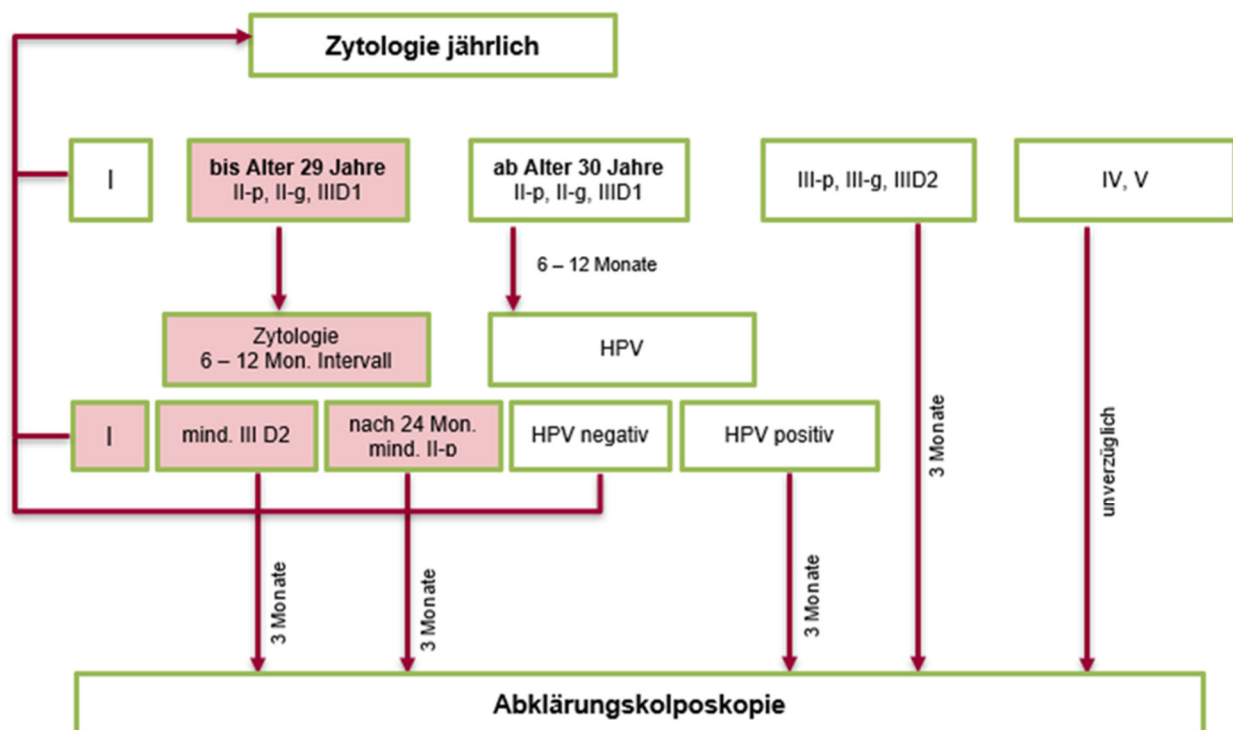 Zytologie jährlich
I
bis Alter 29 Jahre
II-p, II-g, IIID1
ab Alter 30 Jahre
II-p, II-g, IIID1
III-p, III-g, IIID2
IV, V
6 – 12 Monate
Zytologie
6 – 12 Mon. Intervall
HPV
I
mind. III D2
nach 24 Mon.
mind. II-p
HPV negativ
HPV positiv
3 Monate
unverzüglich
3 Monate
3 Monate
3 Monate
Abklärungskolposkopie